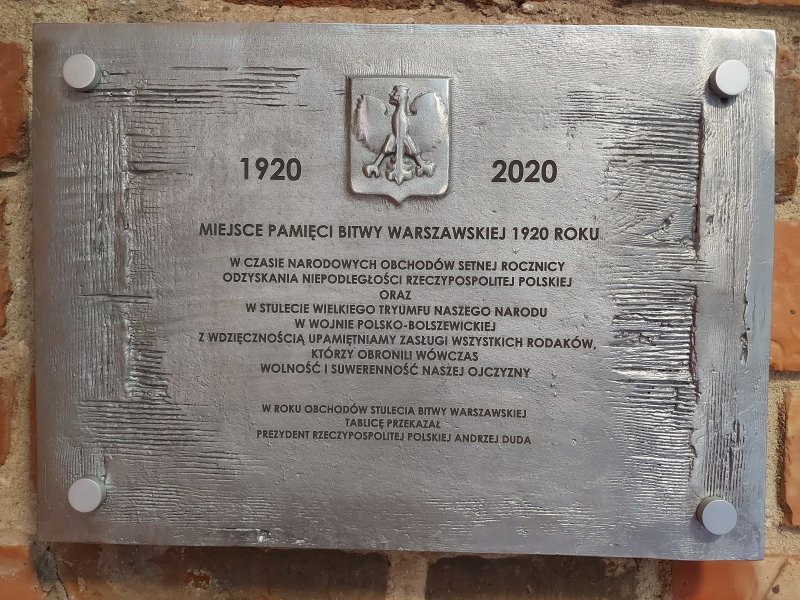 1920 2020
MIEJSCE PAMIĘCI BITWY WARSZAWSKIEJ 1920 ROKU
W CZASIE NARODOWYCH OBCHODÓW SETNEJ ROCZNICY
ODZYSKANIA NIEPODLEGŁOŚCI RZECZYPOSPOLITEJ POLSKIEJ
ORAZ
W STULECIE WIELKIEGO TRYUMFU NASZEGO NARODU
W WOJNIE POLSKO-BOLSZEWICKIEJ
Z WDZIĘCZNOŚCIĄ UPAMIĘTNIAMY ZASŁUGI WSZYSTKICH RODAKÓW,
KTÓRZY OBRONILI WÓWCZAS
WOLNOŚĆ I SUWERENNOŚĆ NASZEJ OJCZYZNY
W ROKU OBCHODÓW STULECIA BITWY WARSZAWSKIEJ
TABLICĘ PRZEKAZAŁ
PREZYDENT RZECZYPOSPOLITEJ POLSKIEJ ANDRZEJ DUDA